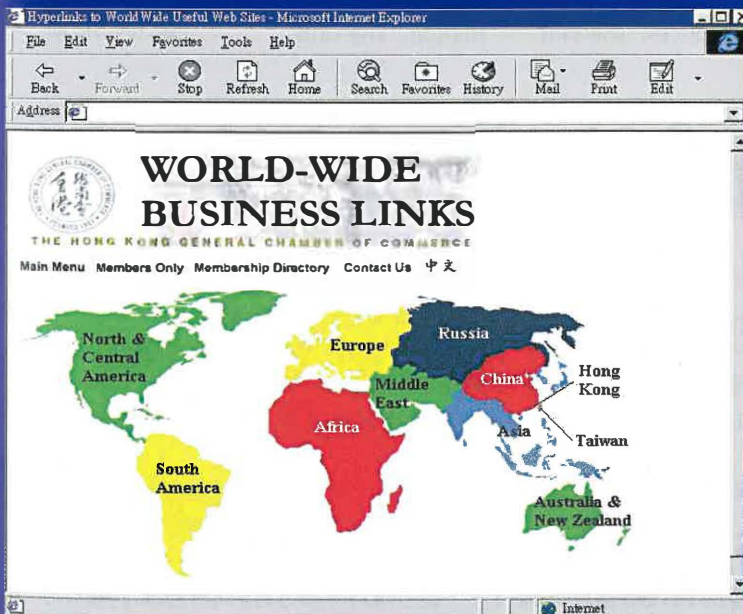 Hyperlinks to World Wide Useful Web Sites - Microsoft Internet Explorer
File Edit View Favorites Tools Help
Back Forward Stop Refresh Home Search Favorites History Mail Print Edit
Address
WORLD-WIDE
BUSINESS LINKS
THE HONG KONG GENERAL CHAMBER OF COMMERCE
Main Menu Members Only Membership Directory Contact Us 中文
North &
Central
America
Europe
Russia
Middle
East
China
Hong
Kong
Africa
Asia
Taiwan
South
America
Australia &
New Zealand
Internet